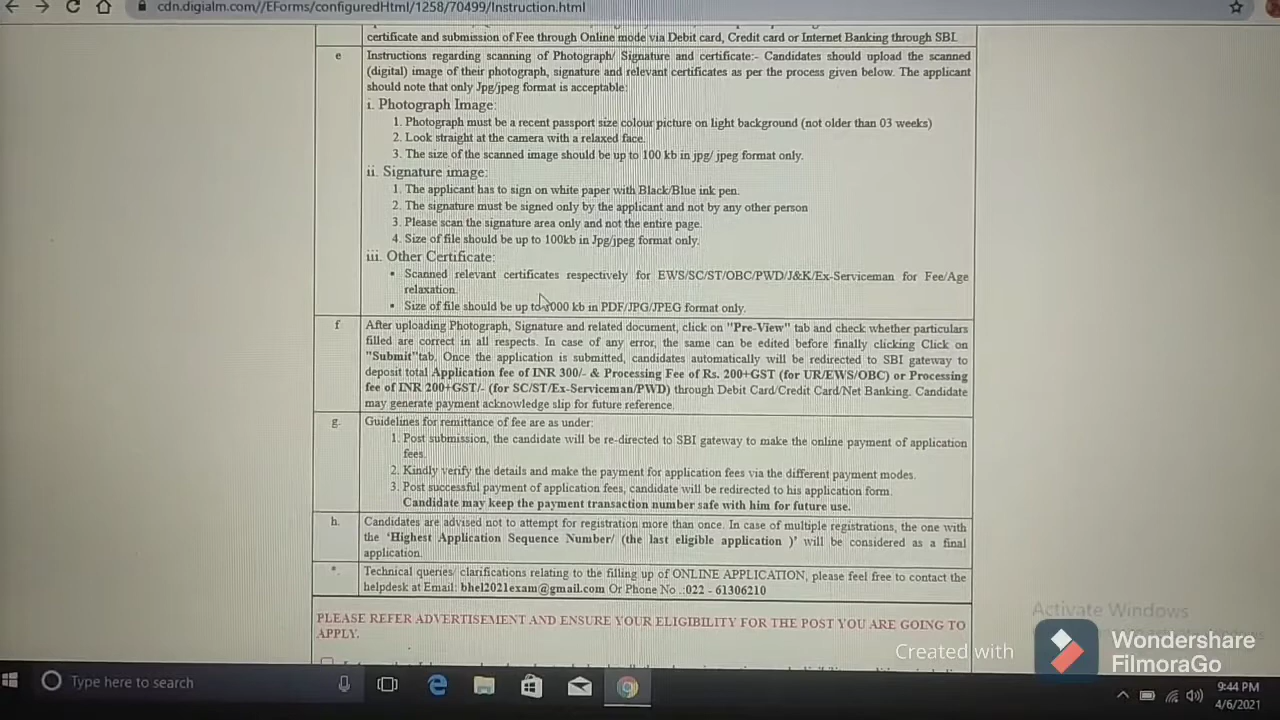 cdn.digialm.com//EForms/configuredHtml/1258/70499/Instruction.html
certificate and submission of Fee through Online mode via Debit card, Credit card or Internet Banking through SBI.
e
Instructions regarding scanning of Photograph/ Signature and certificate:- Candidates should upload the scanned
(digital) image of their photograph, signature and relevant certificates as per the process given below. The applicant
should note that only Jpg/jpeg format is acceptable:
i. Photograph Image:
1. Photograph must be a recent passport size colour picture on light background (not older than 03 weeks)
2. Look straight at the camera with a relaxed face.
3. The size of the scanned image should be up to 100 kb in jpg/ jpeg format only.
ii. Signature image:
1. The applicant has to sign on white paper with Black/Blue ink pen.
2. The signature must be signed only by the applicant and not by any other person
3. Please scan the signature area only and not the entire page.
4. Size of file should be up to 100kb in Jpg/jpeg format only.
iii. Other Certificate:
• Scanned relevant certificates respectively for EWS/SC/ST/OBC/PWD/J&K/Ex-Serviceman for Fee/Age
relaxation.
• Size of file should be up to 000 kb in PDF/JPG/JPEG format only.
f
After uploading Photograph, Signature and related document, click on "Pre-View" tab and check whether particulars
filled are correct in all respects. In case of any error, the same can be edited before finally clicking Click on
"Submit"tab. Once the application is submitted, candidates automatically will be redirected to SBI gateway to
deposit total Application fee of INR 300/- & Processing Fee of Rs. 200+GST (for UR/EWS/OBC) or Processing
fee of INR 200+GST/- (for SC/ST/Ex-Serviceman/PWD) through Debit Card/Credit Card/Net Banking. Candidate
may generate payment acknowledge slip for future reference.
g.
Guidelines for remittance of fee are as under:
1. Post submission, the candidate will be re-directed to SBI gateway to make the online payment of application
fees.
2. Kindly verify the details and make the payment for application fees via the different payment modes.
3. Post successful payment of application fees, candidate will be redirected to his application form.
Candidate may keep the payment transaction number safe with him for future use.
h.
Candidates are advised not to attempt for registration more than once. In case of multiple registrations, the one with
the 'Highest Application Sequence Number/ (the last eligible application )' will be considered as a final
application.
*.
Technical queries/ clarifications relating to the filling up of ONLINE APPLICATION, please feel free to contact the
helpdesk at Email: bhel2021exam@gmail.com Or Phone No .:022 - 61306210
PLEASE REFER ADVERTISEMENT AND ENSURE YOUR ELIGIBILITY FOR THE POST YOU ARE GOING TO
APPLY.
Activate Windows
Created with
Wondershare
FilmoraGo
Type here to search
9:44 PM
4/6/2021